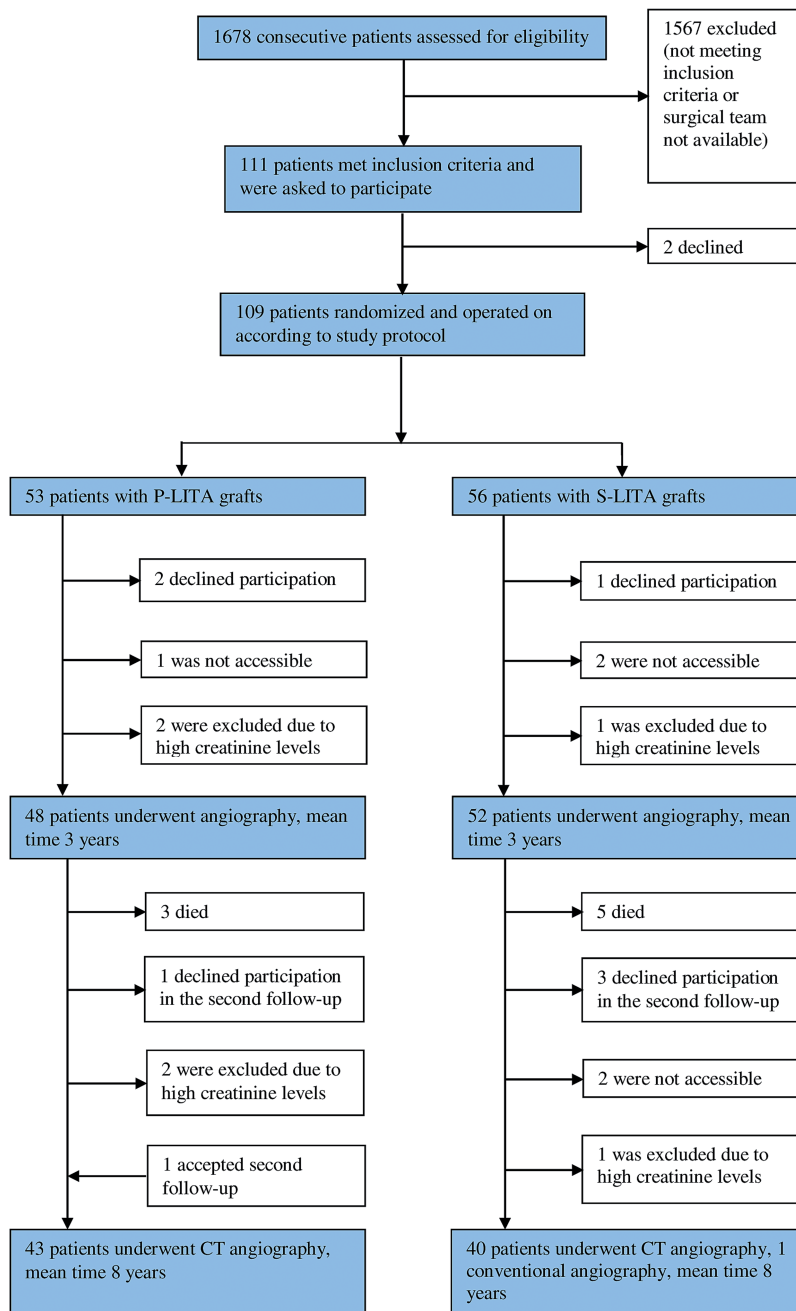 1678 consecutive patients assessed for eligibility
1567 excluded
(not meeting
inclusion
criteria or
surgical team
not available)
111 patients met inclusion criteria and
were asked to participate
2 declined
109 patients randomized and operated on
according to study protocol
53 patients with P-LITA grafts
56 patients with S-LITA grafts
2 declined participation
1 declined participation
1 was not accessible
2 were not accessible
2 were excluded due to
high creatinine levels
1 was excluded due to
high creatinine levels
48 patients underwent angiography, mean
time 3 years
52 patients underwent angiography, mean
time 3 years
3 died
5 died
1 declined participation
in the second follow-up
3 declined participation
in the second follow-up
2 were excluded due to
high creatinine levels
2 were not accessible
1 accepted second
follow-up
1 was excluded due to
high creatinine levels
43 patients underwent CT angiography,
mean time 8 years
40 patients underwent CT angiography, 1
conventional angiography, mean time 8
years